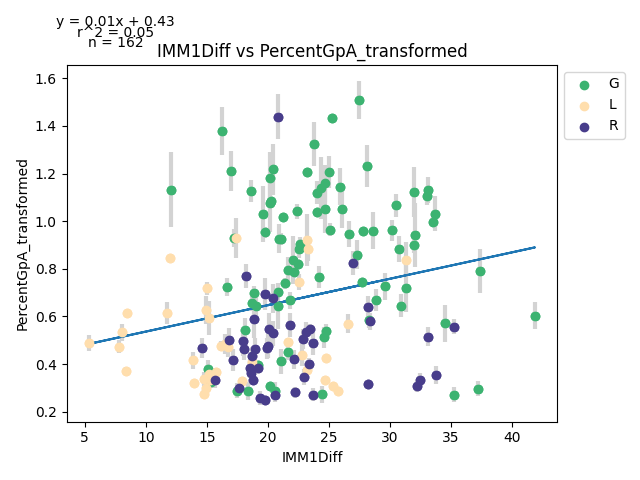 y = 0.01x + 0.43
r^2 = 0.05
n = 162
IMM1Diff vs PercentGpA_transformed
G
L
R
1.6
1.4
1.2
1.0
0.8
0.6
0.4
0.2
PercentGpA_transformed
5 10 15 20 25 30 35 40
IMM1Diff